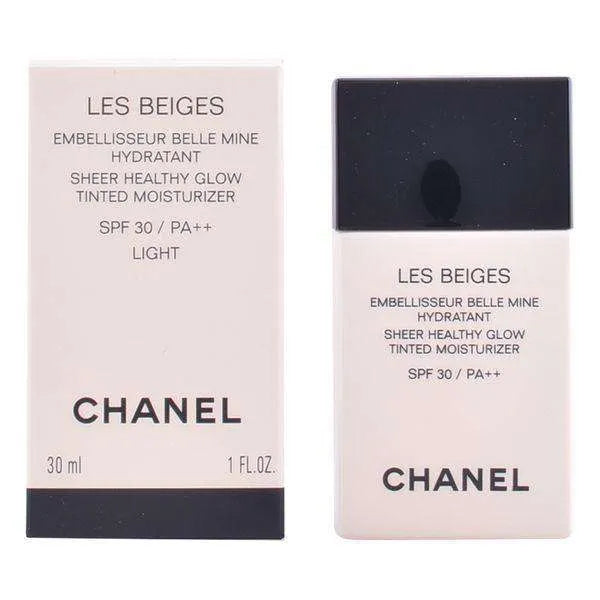 LES BEIGES
EMBELLISSEUR BELLE MINE
HYDRATANT
SHEER HEALTHY GLOW
TINTED MOISTURIZER
SPF 30 / PA++
LIGHT
CHANEL
30 ml 1 FL.OZ.
LES BEIGES
EMBELLISSEUR BELLE MINE
HYDRATANT
SHEER HEALTHY GLOW
TINTED MOISTURIZER
SPF 30 / PA++
CHANEL